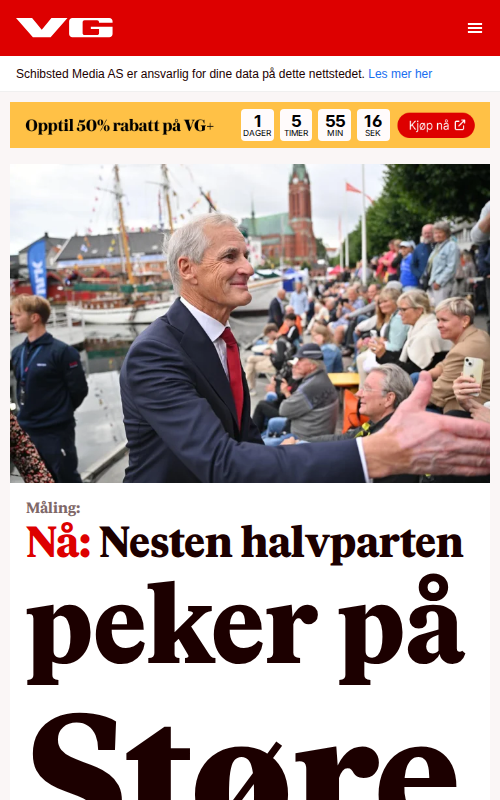 VG
Schibsted Media AS er ansvarlig for dine data på dette nettstedet. Les mer her
Opptil 50% rabatt på VG+
1 5 55 16
DAGER TIMER MIN SEK
Kjøp nå
Måling:
Nå: Nesten halvparten
peker på
Støre